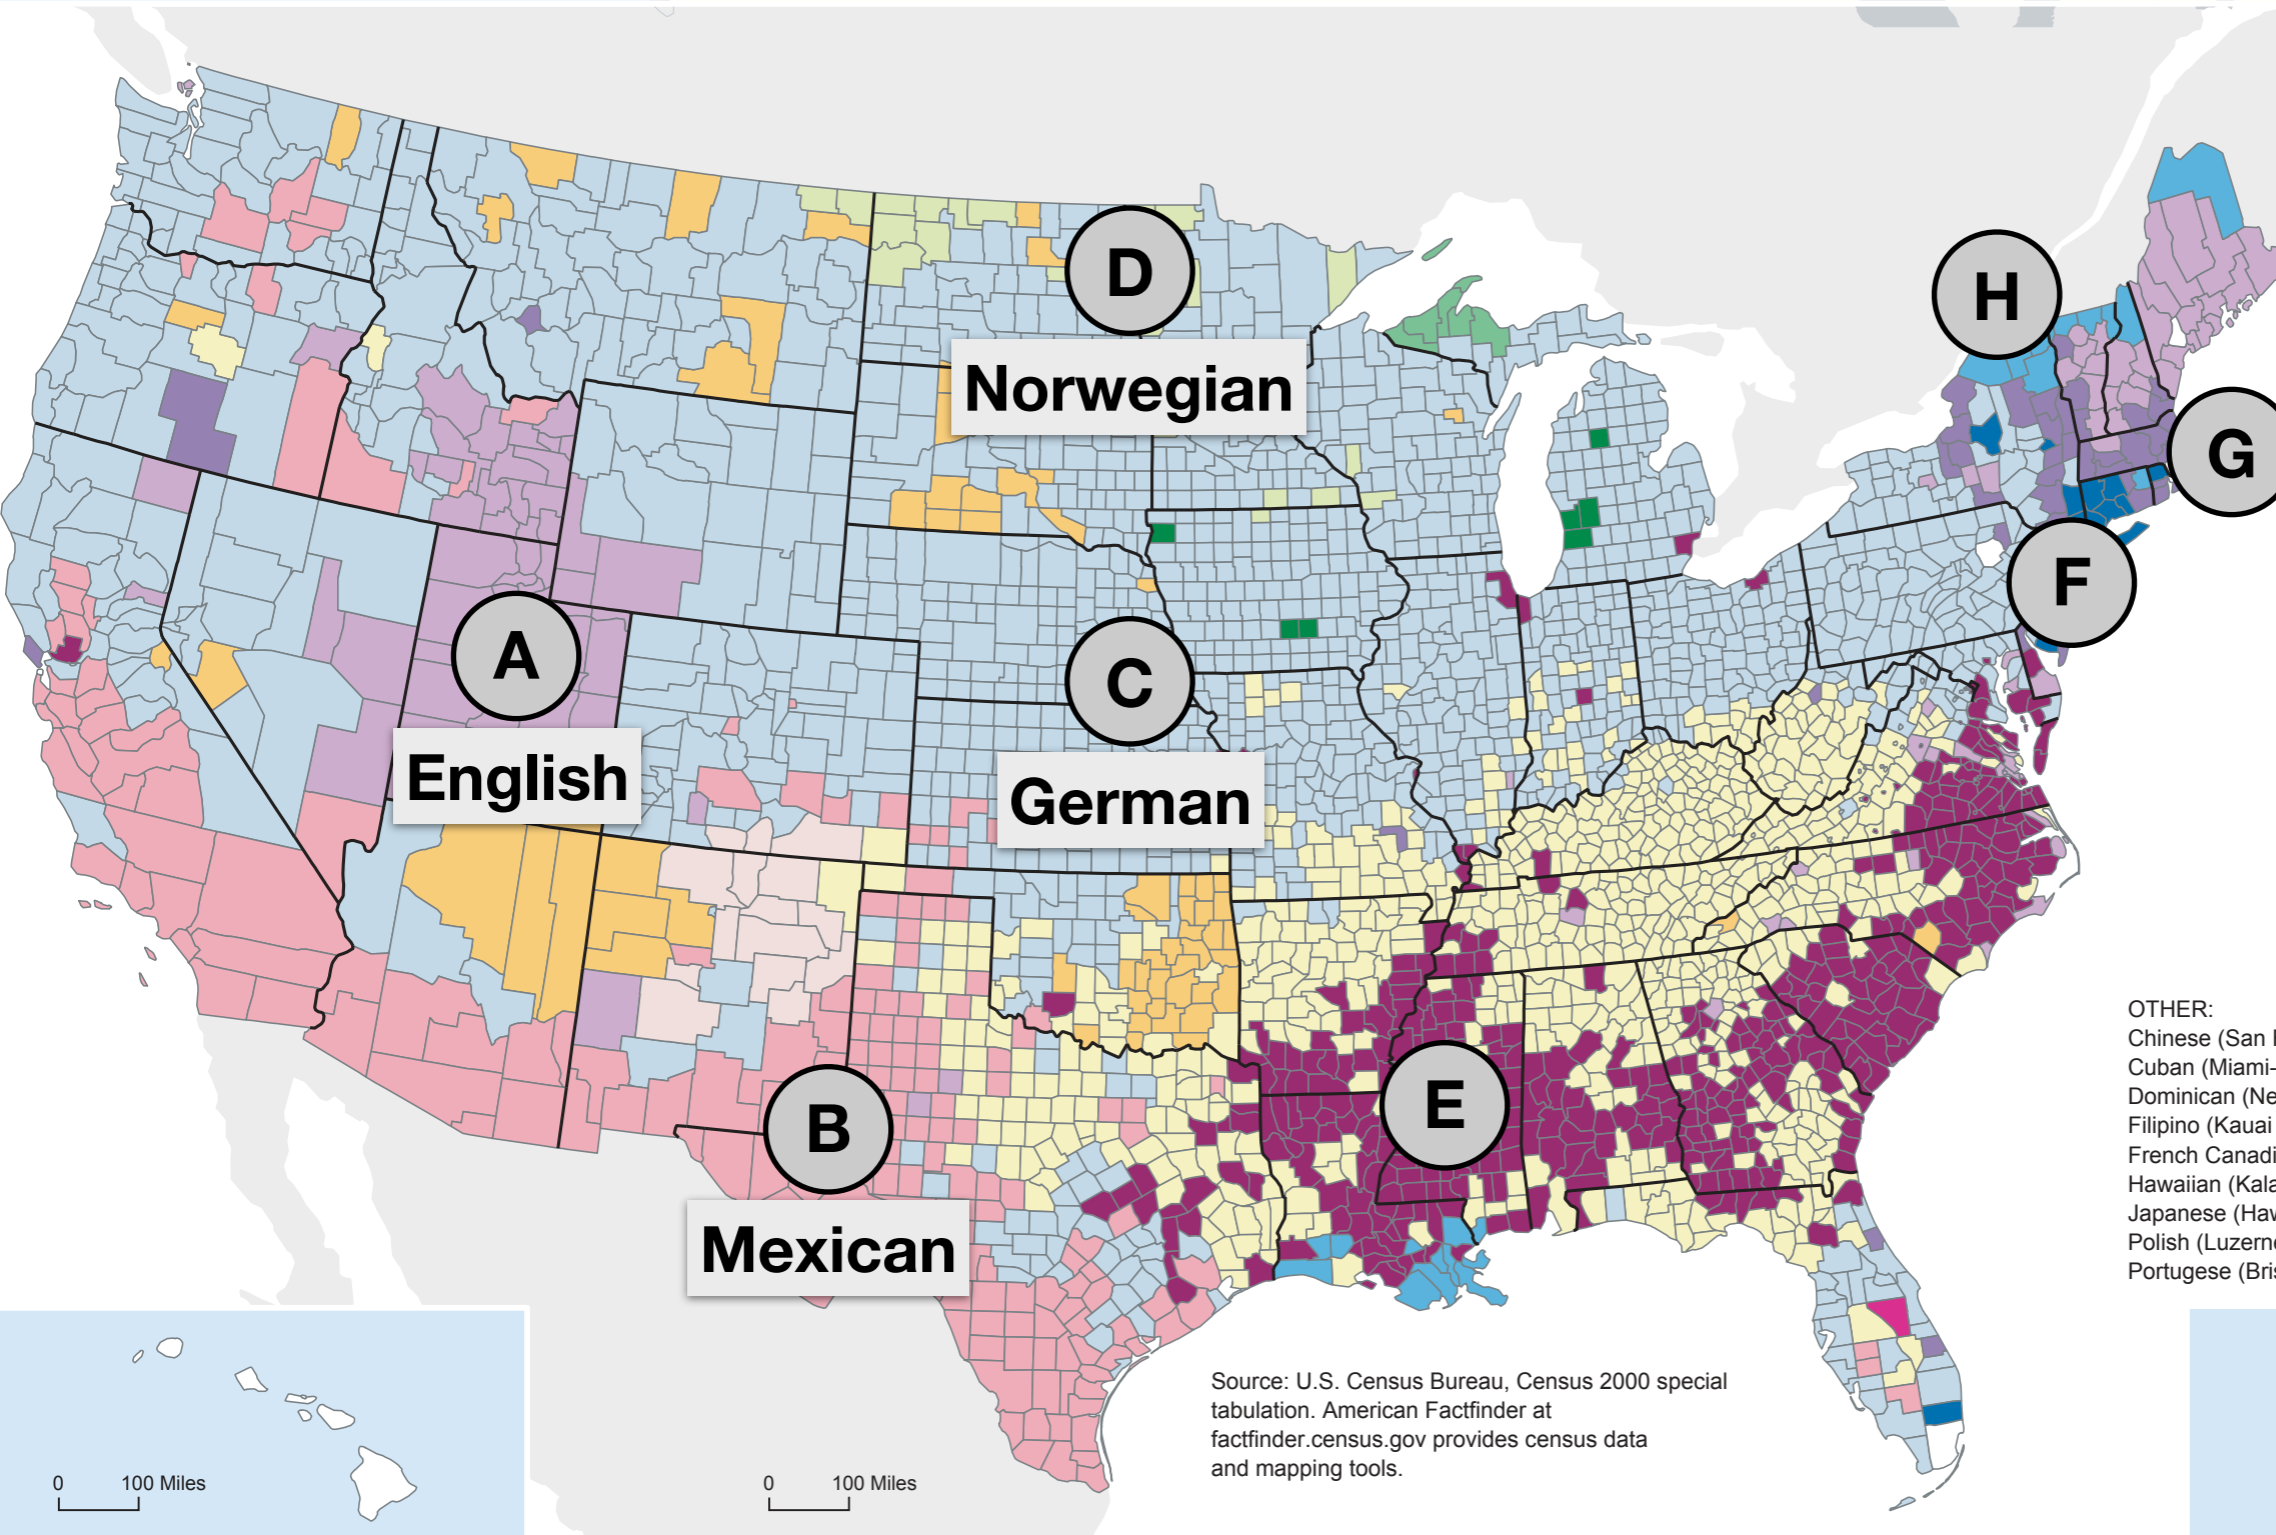 D
Norwegian
H
G
F
A
English
C
German
B
Mexican
E
OTHER:
Chinese (San
Cuban (Miami-
Dominican (Ne
Filipino (Kauai
French Canadi
Hawaiian (Kala
Japanese (Haw
Polish (Luzerne
Portugese (Bris
Source: U.S. Census Bureau, Census 2000 special
tabulation. American Factfinder at
factfinder.census.gov provides census data
and mapping tools.
0 100 Miles
0 100 Miles